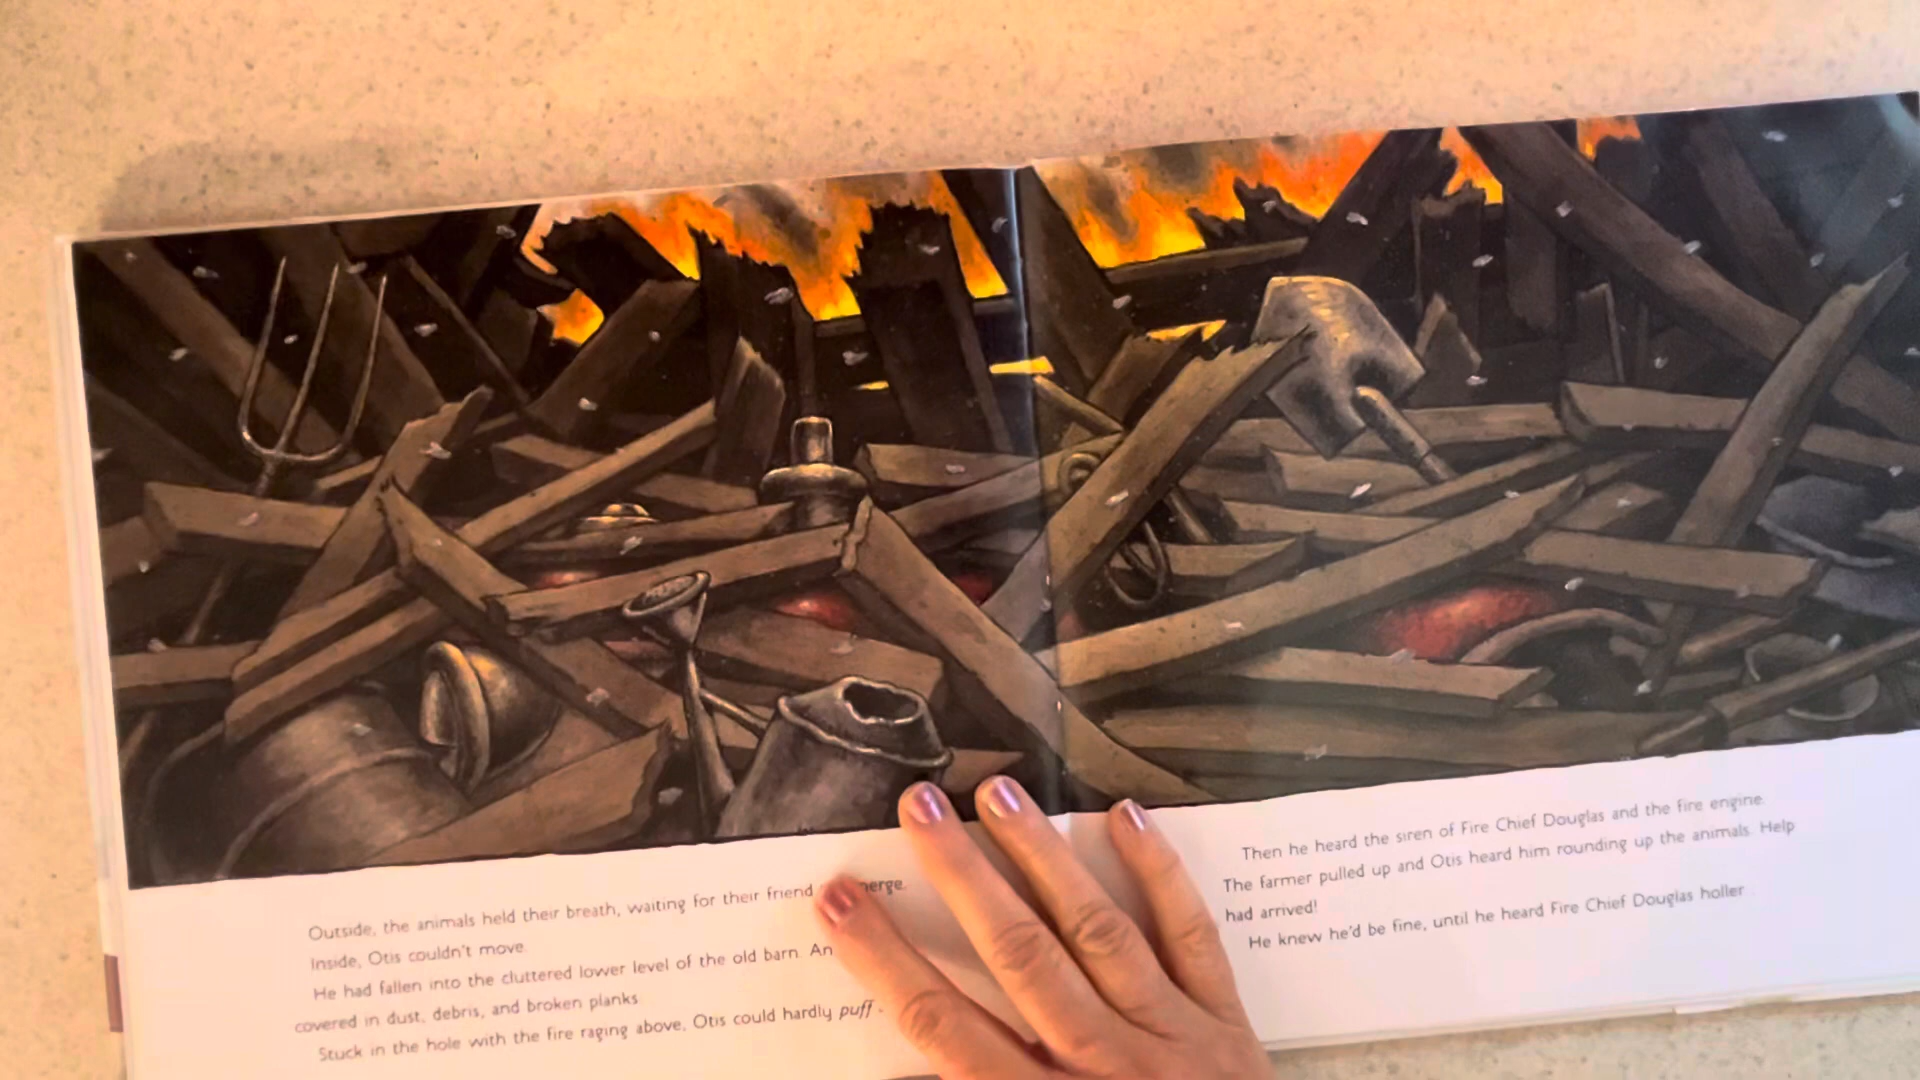 Outside, the animals held their breath, waiting for their friend
Inside, Otis couldn't move.
He had fallen into the cluttered lower level of the old barn. An
covered in dust, debris, and broken planks
Stuck in the hole with the fire raging above, Otis could hardly puff -
Then he heard the siren of Fire Chief Douglas and the fire engine.
The farmer pulled up and Otis heard him rounding up the animals. Help
had arrived!
He knew he'd be fine, until he heard Fire Chief Douglas holler